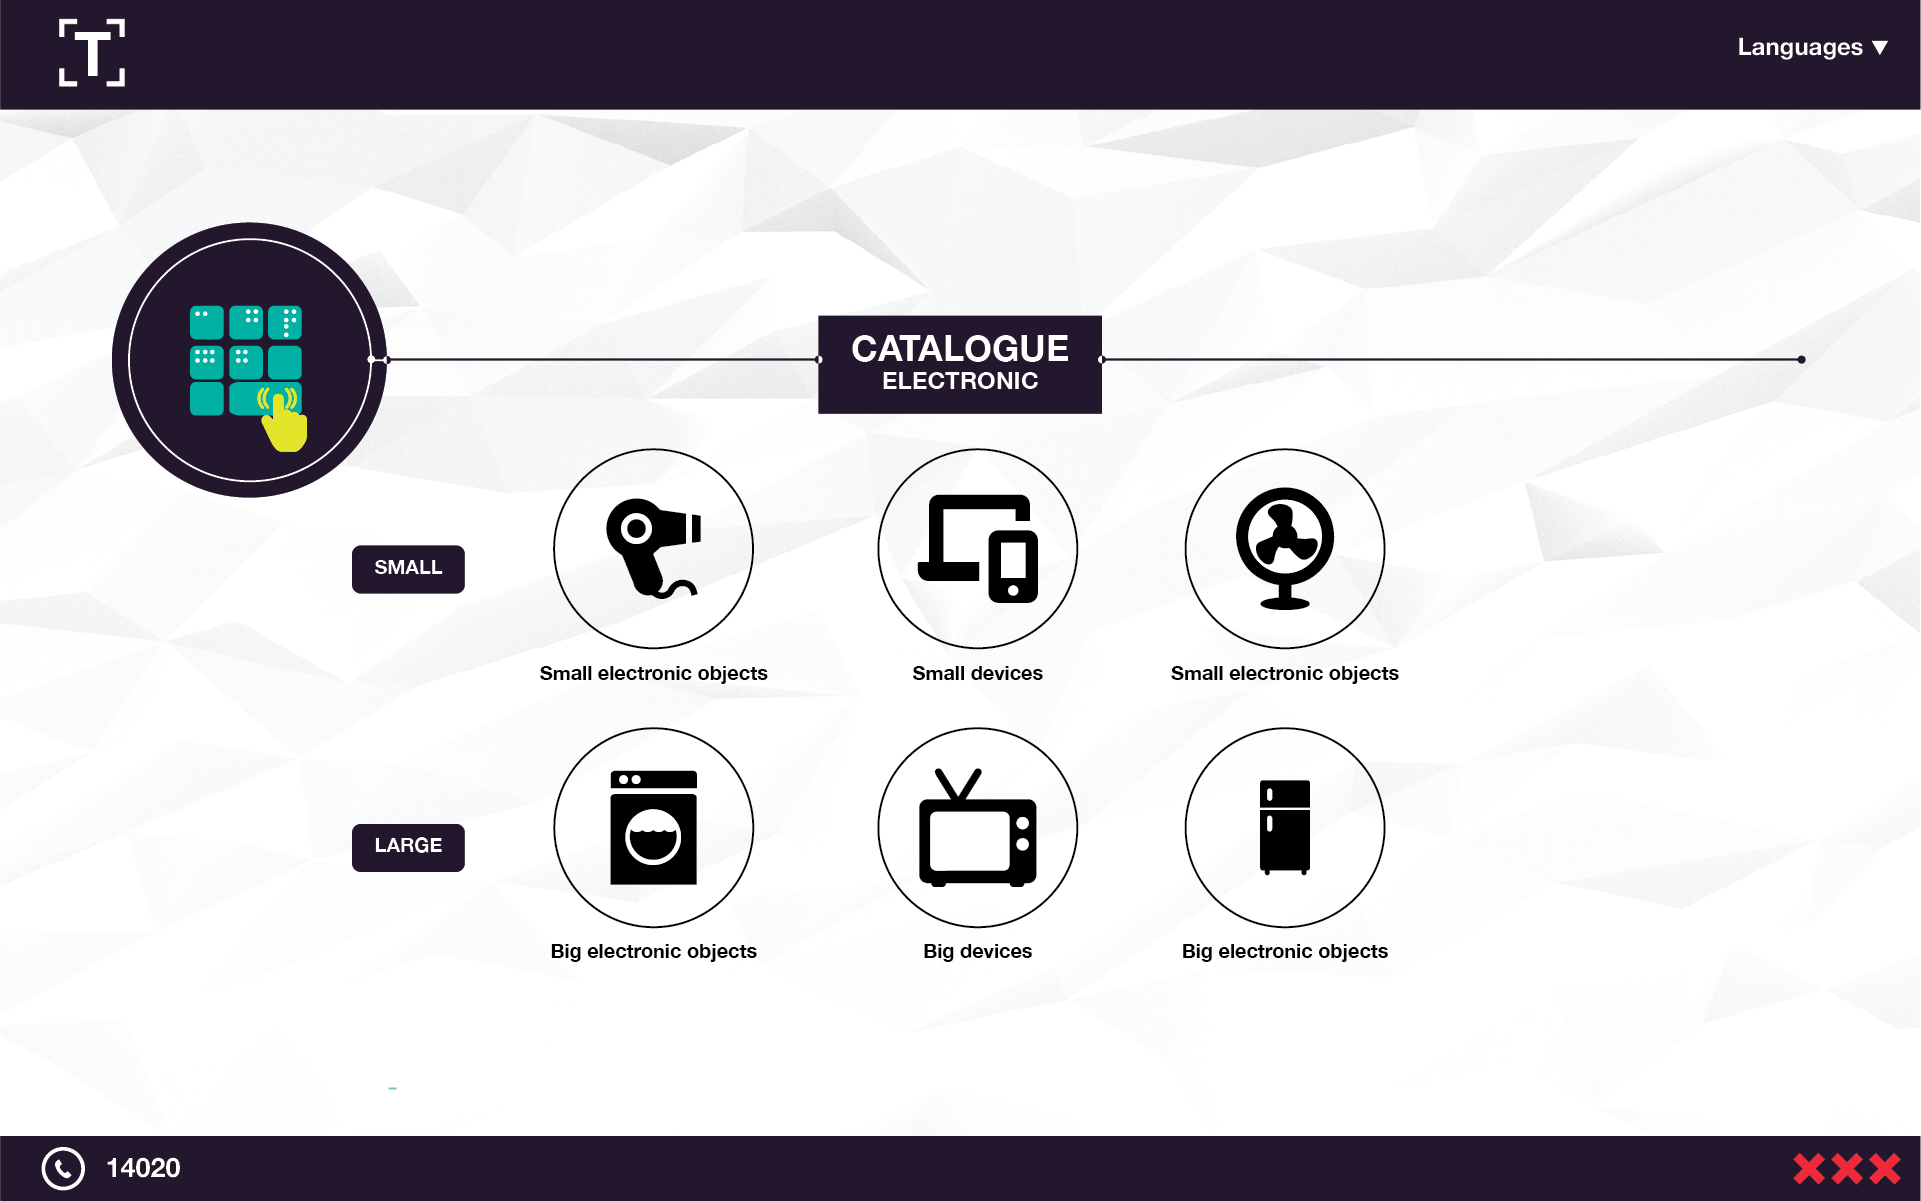 T
Languages ▼
CATALOGUE
ELECTRONIC
SMALL
Small electronic objects
Small devices
Small electronic objects
LARGE
Big electronic objects
Big devices
Big electronic objects
14020